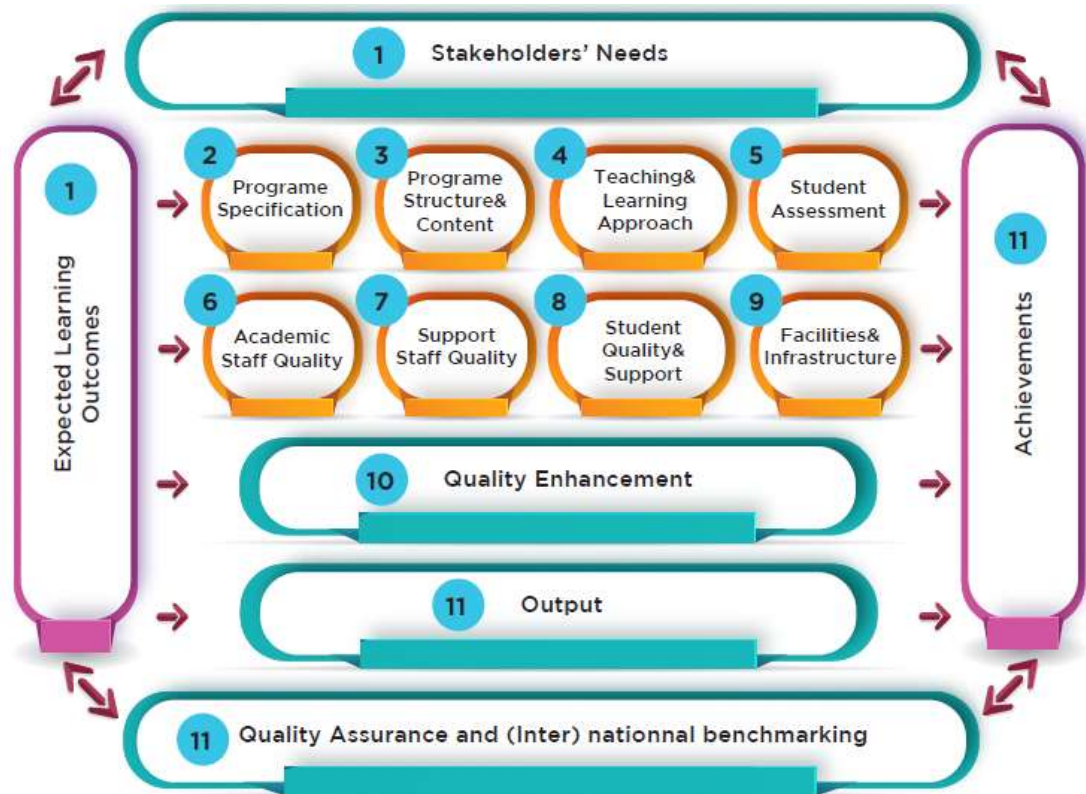 1 Stakeholders' Needs
1
Expected Learning
Outcomes
2
Programe
Specification
3
Programe
Structure&
Content
4
Teaching&
Learning
Approach
5
Student
Assessment
6
Academic
Staff Quality
7
Support
Staff Quality
8
Student
Quality&
Support
9
Facilities&
Infrastructure
10 Quality Enhancement
11 Output
11
Achievements
11 Quality Assurance and (Inter) nationnal benchmarking